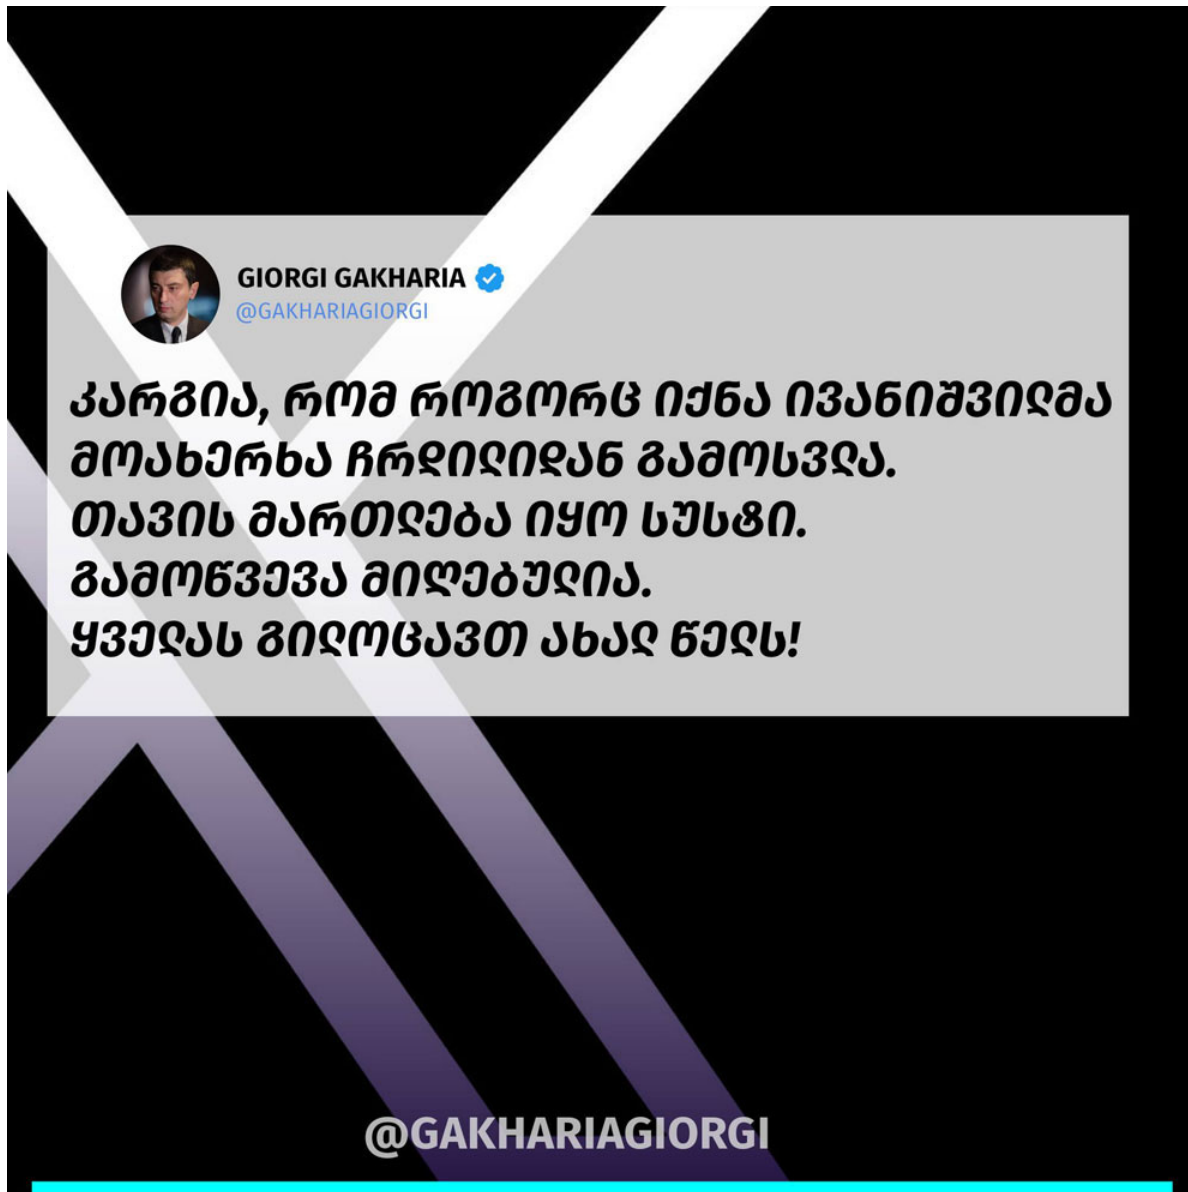 GIORGI GAKHARIA
@GAKHARIAGIORGI
ᲙᲐᲠᲒᲘᲐ, ᲠᲝᲛ ᲠᲝᲒᲝᲠᲪ ᲘᲥᲜᲐ ᲘᲕᲐᲜᲘᲨᲕᲘᲚᲛᲐ
ᲛᲝᲐᲮᲔᲠᲮᲐ ᲩᲠᲓᲘᲚᲘᲓᲐᲜ ᲒᲐᲛᲝᲡᲕᲚᲐ.
ᲗᲐᲕᲘᲡ ᲛᲐᲠᲗᲚᲔᲑᲐ ᲘᲧᲝ ᲡᲣᲡᲢᲘ.
ᲒᲐᲛᲝᲬᲕᲔᲕᲐ ᲛᲘᲦᲔᲑᲣᲚᲘᲐ.
ᲧᲕᲔᲚᲐᲡ ᲒᲘᲚᲝᲪᲐᲕᲗ ᲐᲮᲐᲚ ᲬᲔᲚᲡ!
@GAKHARIAGIORGI